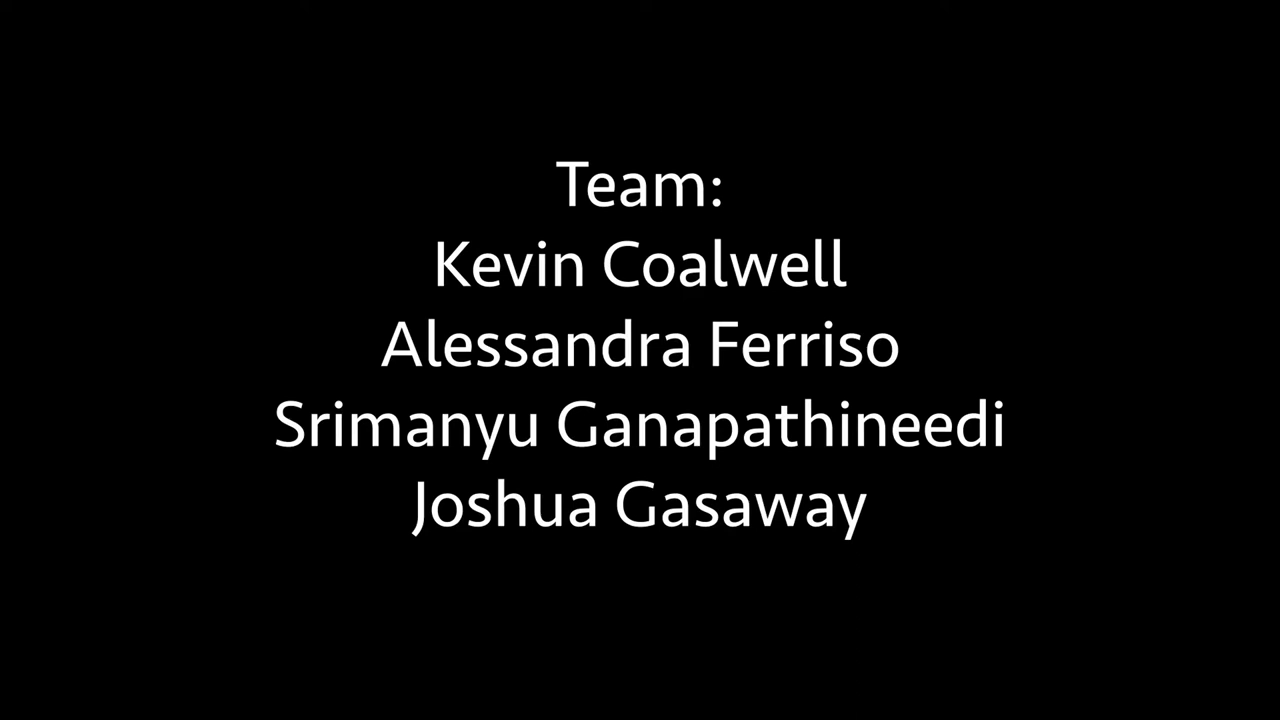 Team:
Kevin Coalwell
Alessandra Ferriso
Srimanyu Ganapathineedi
Joshua Gasaway